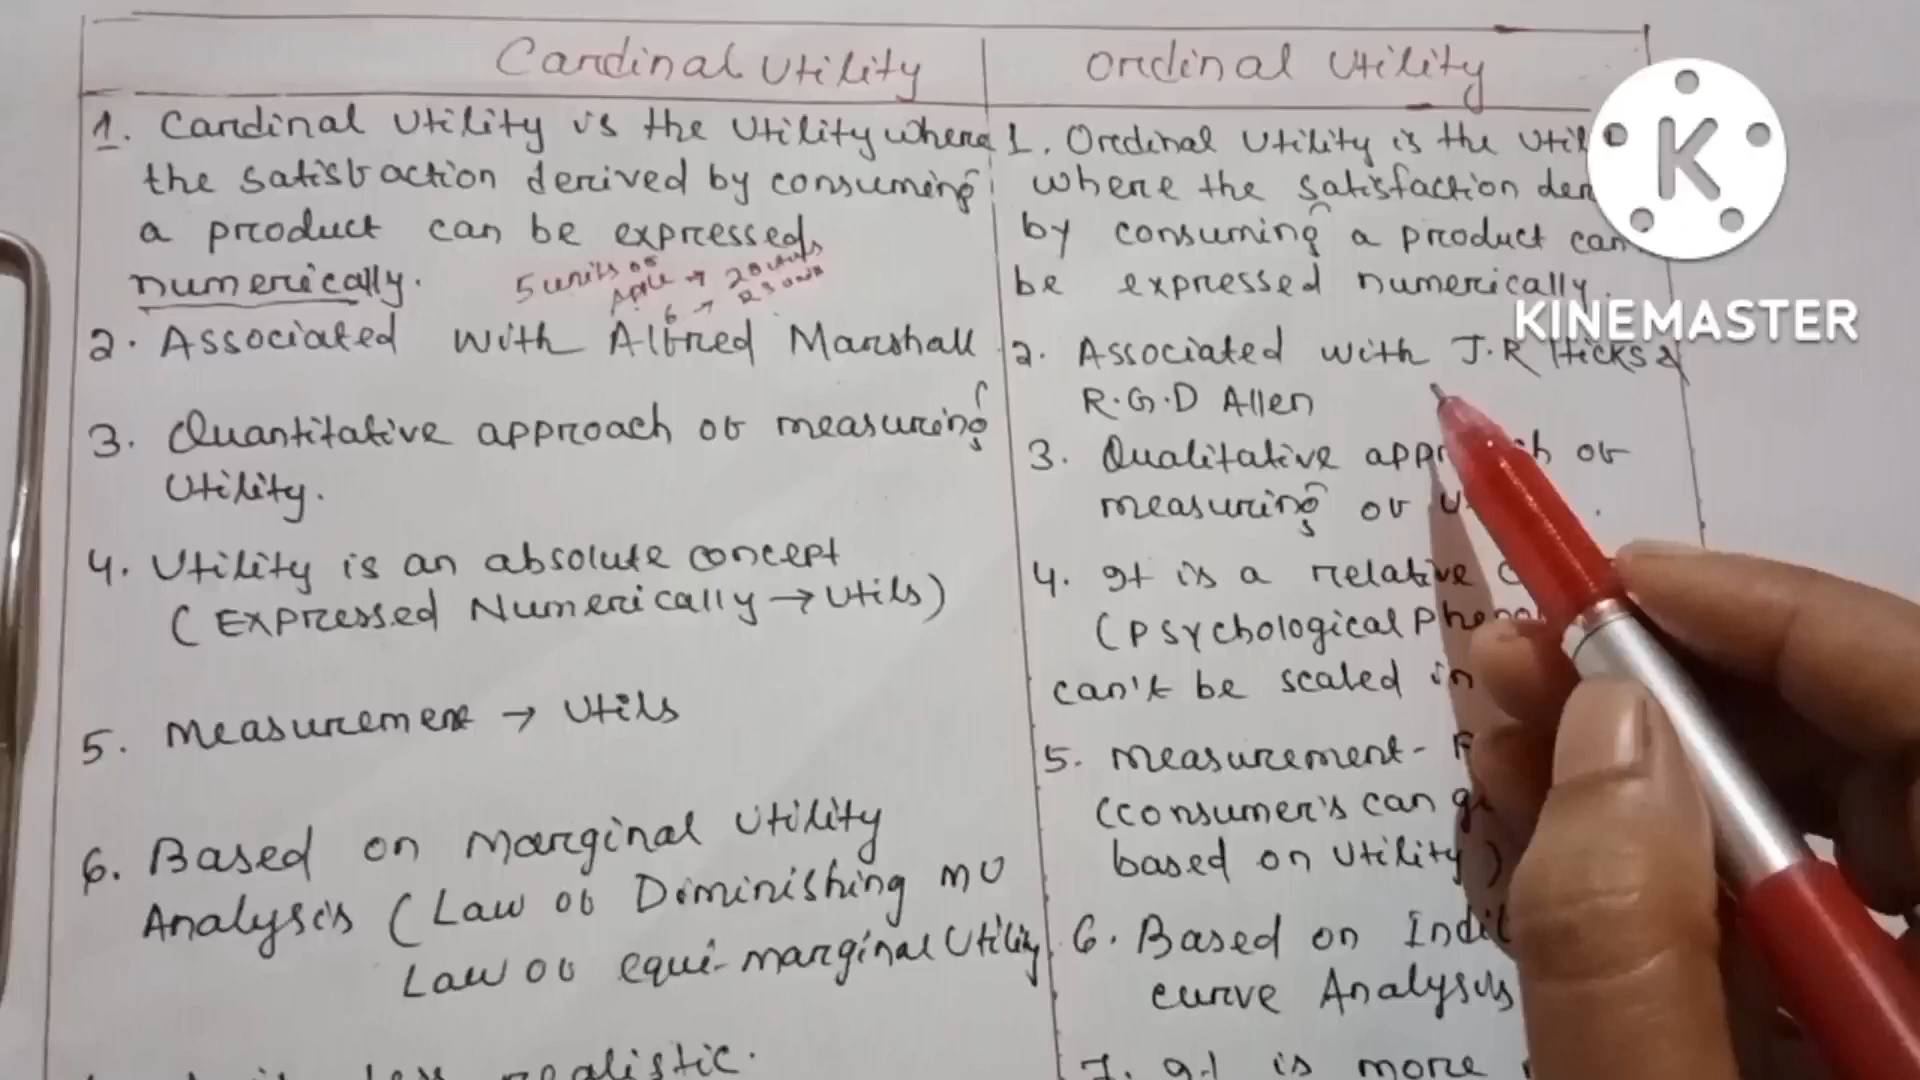 Cardinal Utility
Ordinal Utility
1. Cardinal Utility is the Utility where
the satisfaction derived by consuming
a product can be expressed
numerically.
5 units of Apple → 20 utils
6 →
2. Associated with Alfred Marshall
3. Quantitative approach of measuring
Utility.
4. Utility is an absolute concept
(Expressed Numerically → Utils)
5. Measurement → Utils
6. Based on Marginal Utility
Analysis (Law of Diminishing MU
Law of equi-marginal Utility
less realistic.
1. Ordinal Utility is the
where the satisfaction
by consuming a product
be expressed numerically.
2. Associated with J.R Hicks &
R.G.D Allen
3. Qualitative of
measuring of
4. It is a relative
(Psychological
can't be scaled in
5. Measurement-
(Consumer's can
based on Utility)
6. Based on
curve Analysis
7. It is more
K
KINEMASTER